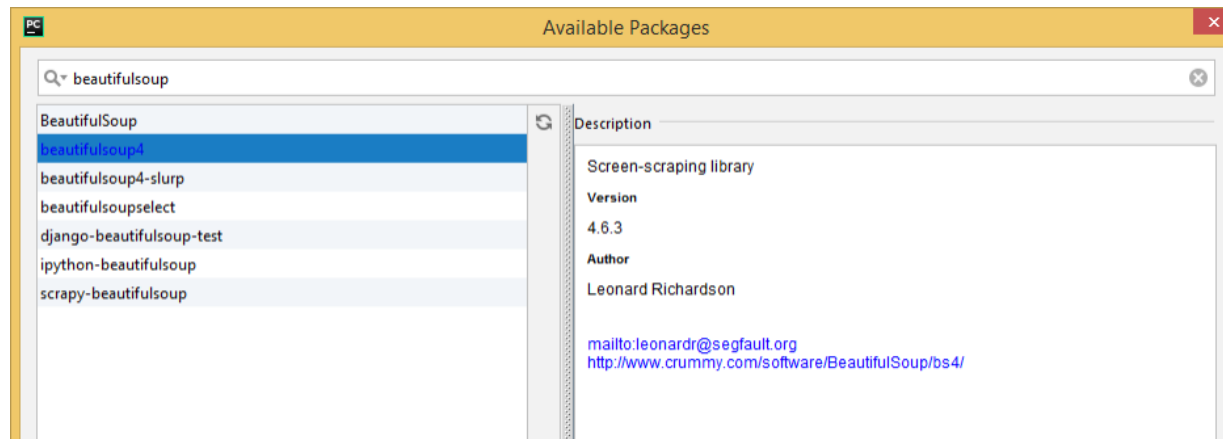 PC
Available Packages
beautifulsoup
BeautifulSoup
beautifulsoup4
beautifulsoup4-slurp
beautifulsoupselect
django-beautifulsoup-test
ipython-beautifulsoup
scrapy-beautifulsoup
Description
Screen-scraping library
Version
4.6.3
Author
Leonard Richardson
mailto:leonardr@segfault.org
http://www.crummy.com/software/BeautifulSoup/bs4/